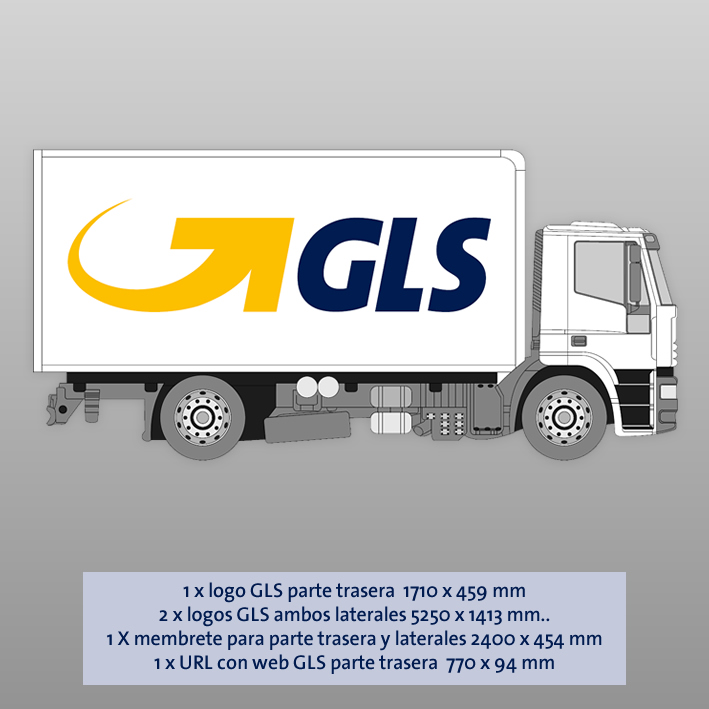 GLS
1 x logo GLS parte trasera 1710 x 459 mm
2 x logos GLS ambos laterales 5250 x 1413 mm..
1 X membrete para parte trasera y laterales 2400 x 454 mm
1 x URL con web GLS parte trasera 770 x 94 mm